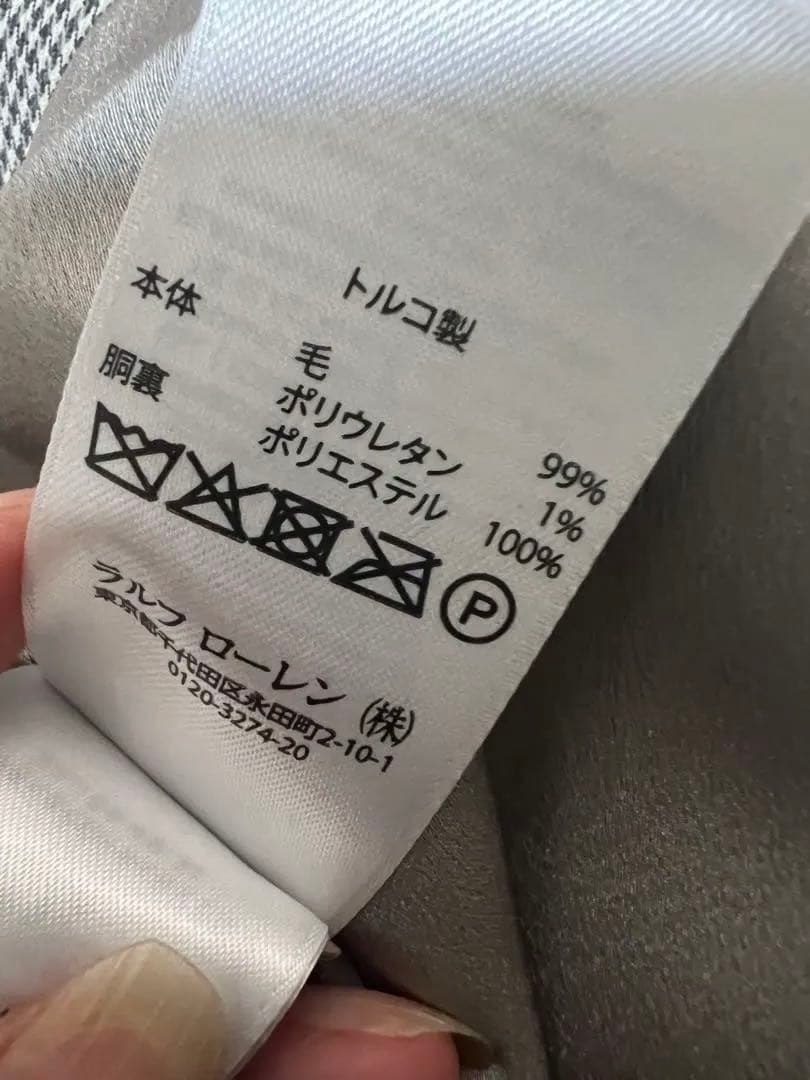 トルコ製
本体 毛 99%
ポリウレタン 1%
胴裏 ポリエステル 100%
P
ラルフ ローレン (株)
東京都千代田区永田町2-10-1
0120-3274-20